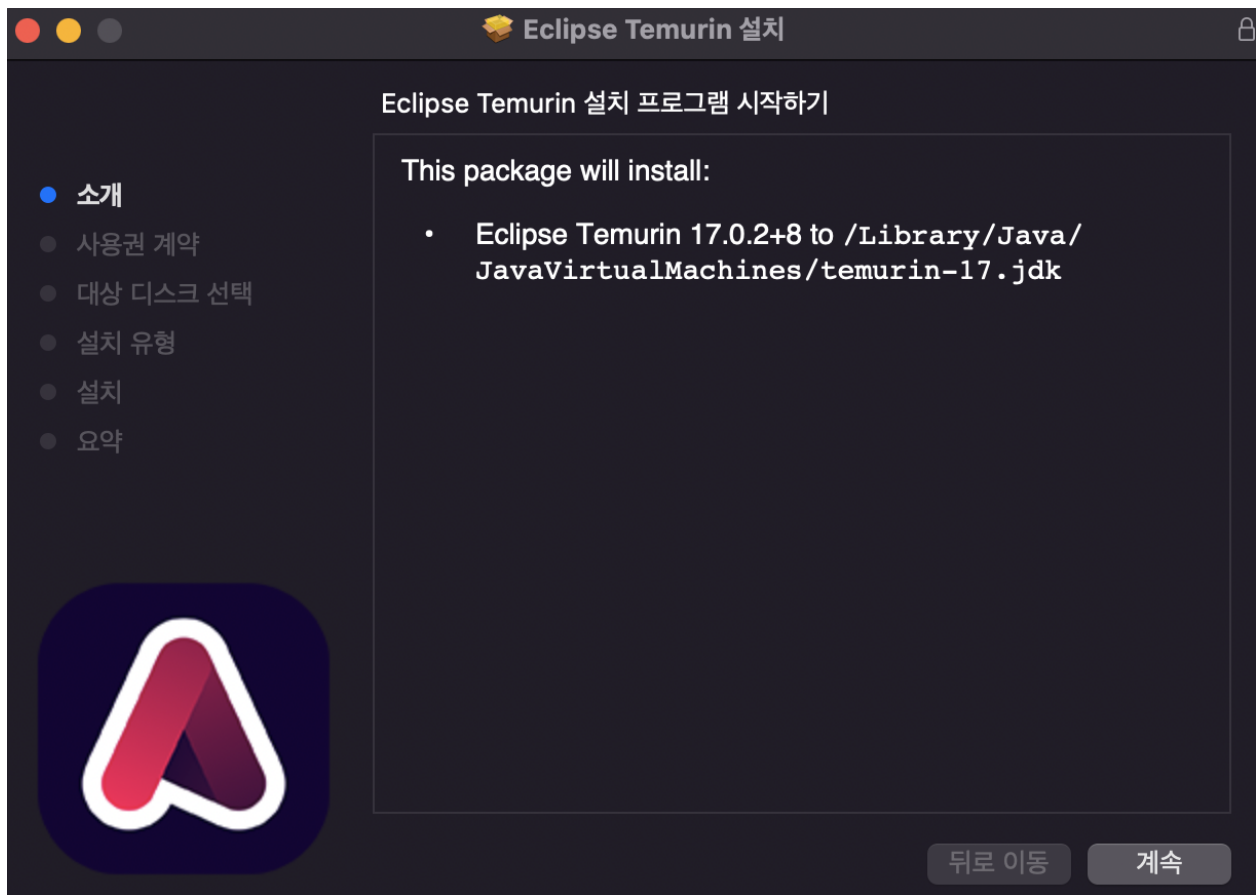 Eclipse Temurin 설치
Eclipse Temurin 설치 프로그램 시작하기
소개
사용권 계약
대상 디스크 선택
설치 유형
설치
요약
This package will install:
• Eclipse Temurin 17.0.2+8 to /Library/Java/
JavaVirtualMachines/temurin-17.jdk
뒤로 이동
계속